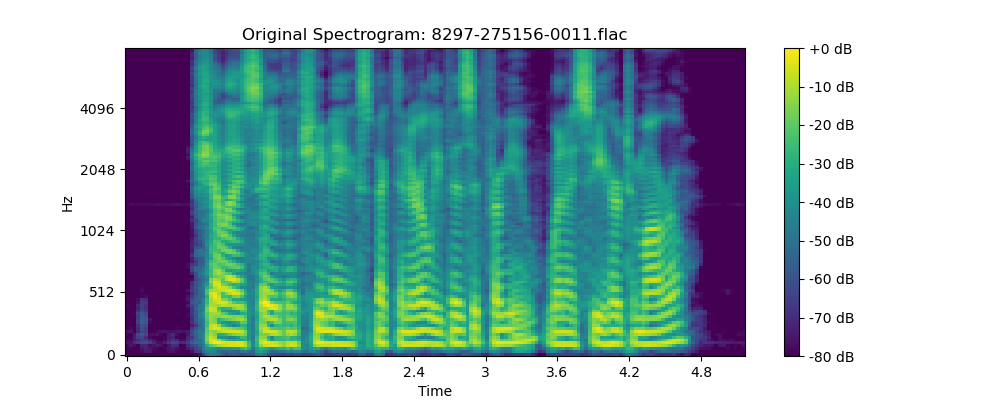 Original Spectrogram: 8297-275156-0011.flac
Hz
4096
2048
1024
512
0
0 0.6 1.2 1.8 2.4 3 3.6 4.2 4.8
Time
+0 dB
-10 dB
-20 dB
-30 dB
-40 dB
-50 dB
-60 dB
-70 dB
-80 dB